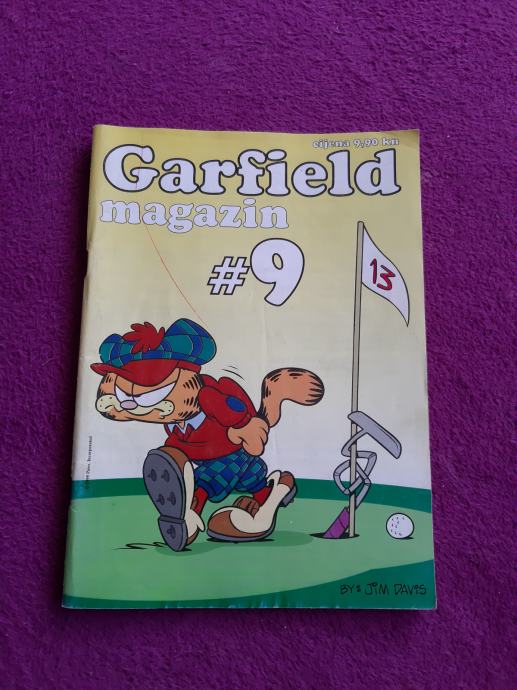 cijena 9,90 kn
Garfield
magazin
#9
13
BY: JIM DAVIS